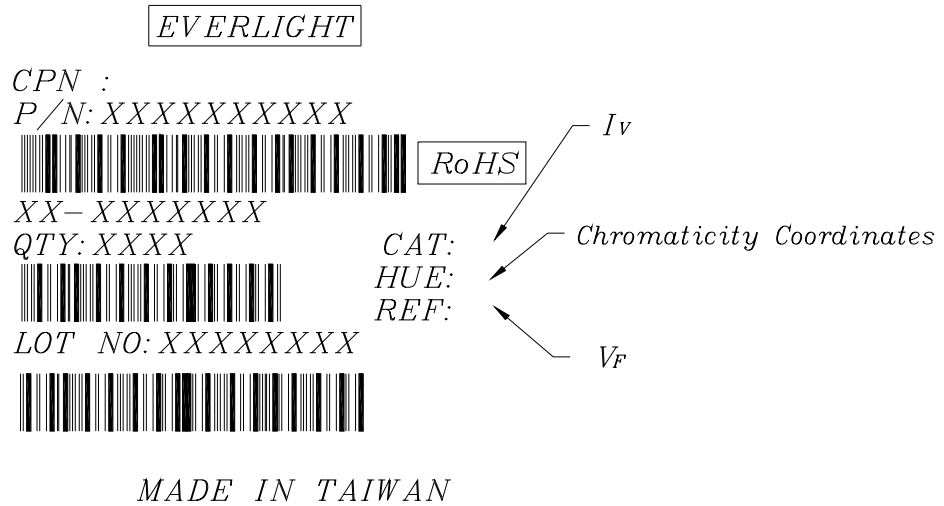 EVERLIGHT
CPN :
P/N: XXXXXXXXXX
RoHS
XX-XXXXXXX
QTY: XXXX
CAT:
HUE:
REF:
LOT NO: XXXXXXXX
MADE IN TAIWAN
Iv
Chromaticity Coordinates
VF